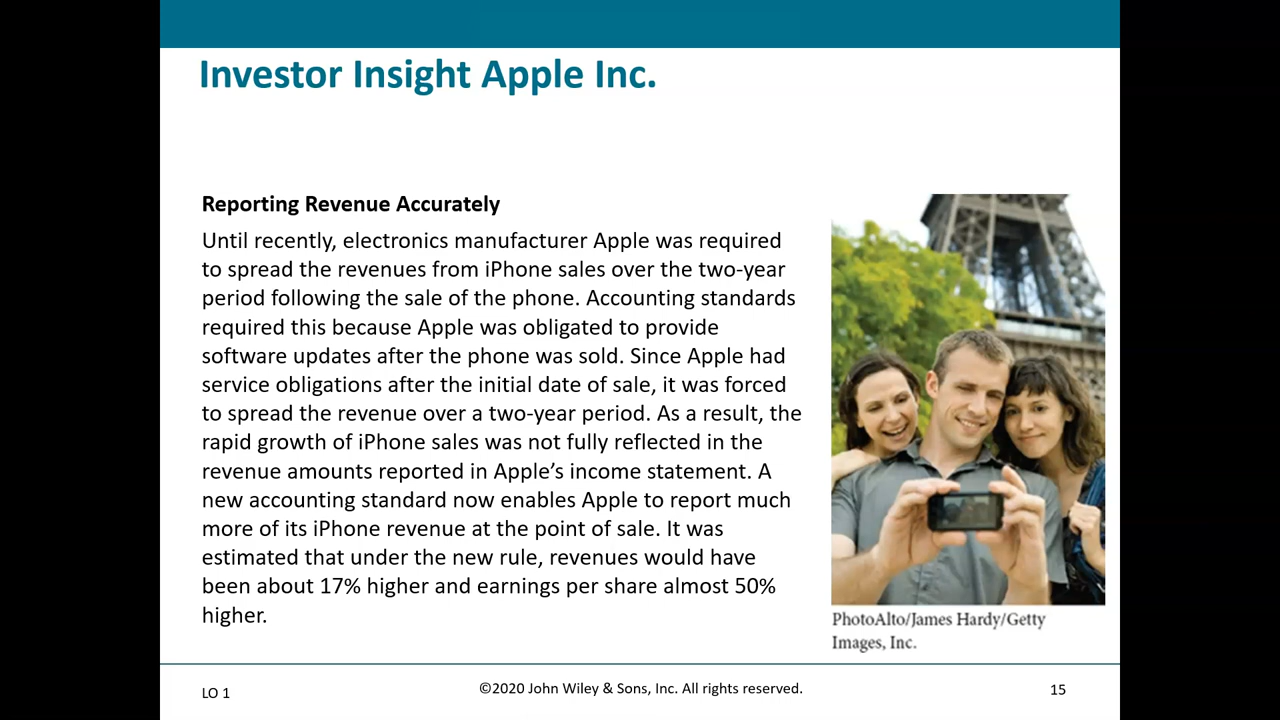 Investor Insight Apple Inc.
Reporting Revenue Accurately
Until recently, electronics manufacturer Apple was required
to spread the revenues from iPhone sales over the two-year
period following the sale of the phone. Accounting standards
required this because Apple was obligated to provide
software updates after the phone was sold. Since Apple had
service obligations after the initial date of sale, it was forced
to spread the revenue over a two-year period. As a result, the
rapid growth of iPhone sales was not fully reflected in the
revenue amounts reported in Apple’s income statement. A
new accounting standard now enables Apple to report much
more of its iPhone revenue at the point of sale. It was
estimated that under the new rule, revenues would have
been about 17% higher and earnings per share almost 50%
higher.
PhotoAlto/James Hardy/Getty
Images, Inc.
LO 1
©2020 John Wiley & Sons, Inc. All rights reserved.
15